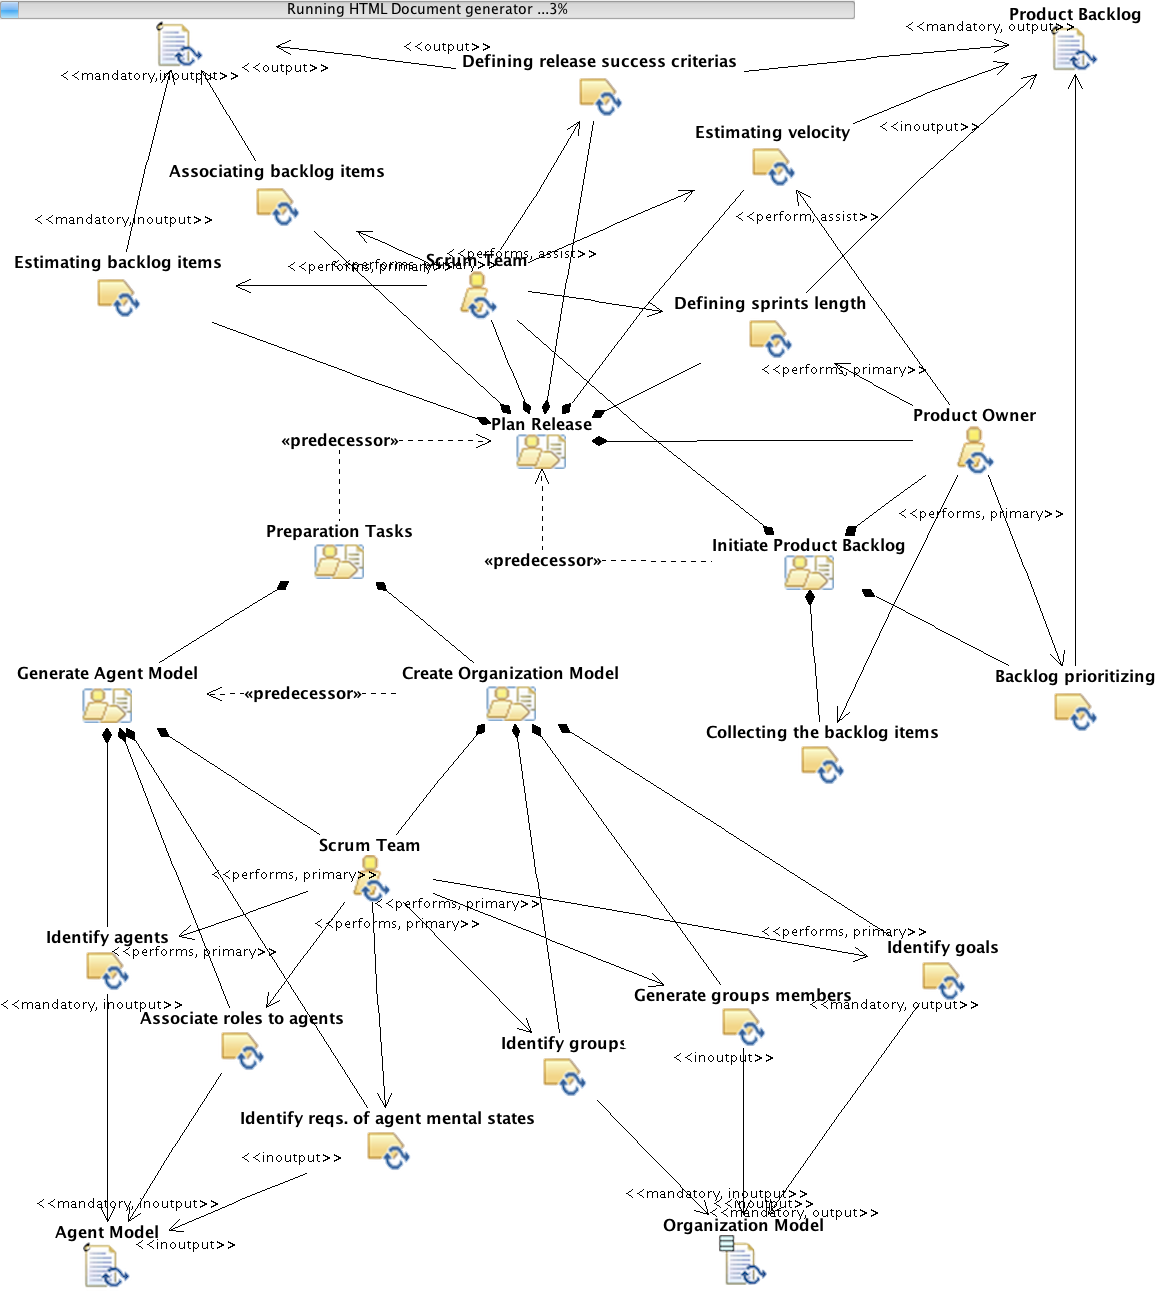 Running HTML Document generator ...3%
Product Backlog
<<mandatory, output>>
<<output>>
Defining release success criterias
<<output>>
<<mandatory,inoutput>>
<<inoutput>>
Estimating velocity
Associating backlog items
<<mandatory,inoutput>>
<<perform, assist>>
<<performs, assist>>
Scrum Team
Estimating backlog items
<<performs, primary>>
<<performs, primary>>
Defining sprints length
<<performs, primary>>
Product Owner
Plan Release
«predecessor»
<<performs, primary>>
Preparation Tasks
Initiate Product Backlog
«predecessor»
Generate Agent Model
Create Organization Model
Backlog prioritizing
«predecessor»
Collecting the backlog items
Scrum Team
<<performs, primary>>
<<performs, primary>>
<<performs, primary>>
<<performs, primary>>
Identify agents
Identify goals
<<performs, primary>>
Generate groups members
<<mandatory, inoutput>>
<<mandatory, output>>
Associate roles to agents
Identify groups
<<inoutput>>
Identify reqs. of agent mental states
<<inoutput>>
<<mandatory, inoutput>>
<<mandatory, inoutput>>
<<inoutput>>
<<mandatory, output>>
Organization Model
Agent Model
<<inoutput>>